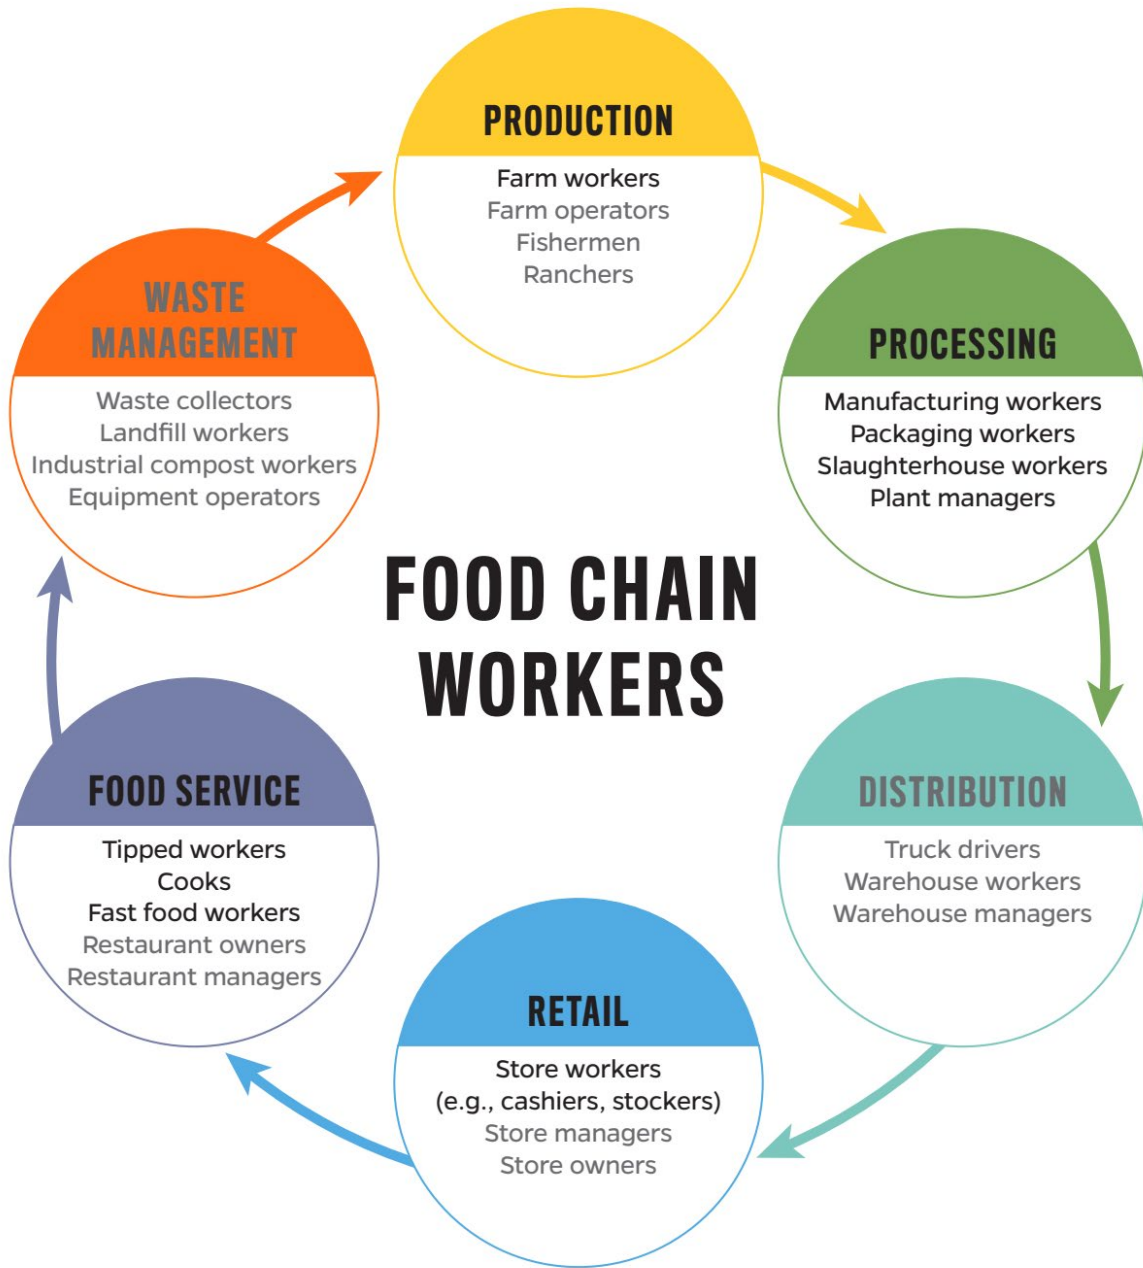 PRODUCTION
Farm workers
Farm operators
Fishermen
Ranchers
PROCESSING
Manufacturing workers
Packaging workers
Slaughterhouse workers
Plant managers
DISTRIBUTION
Truck drivers
Warehouse workers
Warehouse managers
RETAIL
Store workers
(e.g., cashiers, stockers)
Store managers
Store owners
FOOD SERVICE
Tipped workers
Cooks
Fast food workers
Restaurant owners
Restaurant managers
WASTE
MANAGEMENT
Waste collectors
Landfill workers
Industrial compost workers
Equipment operators
FOOD CHAIN
WORKERS